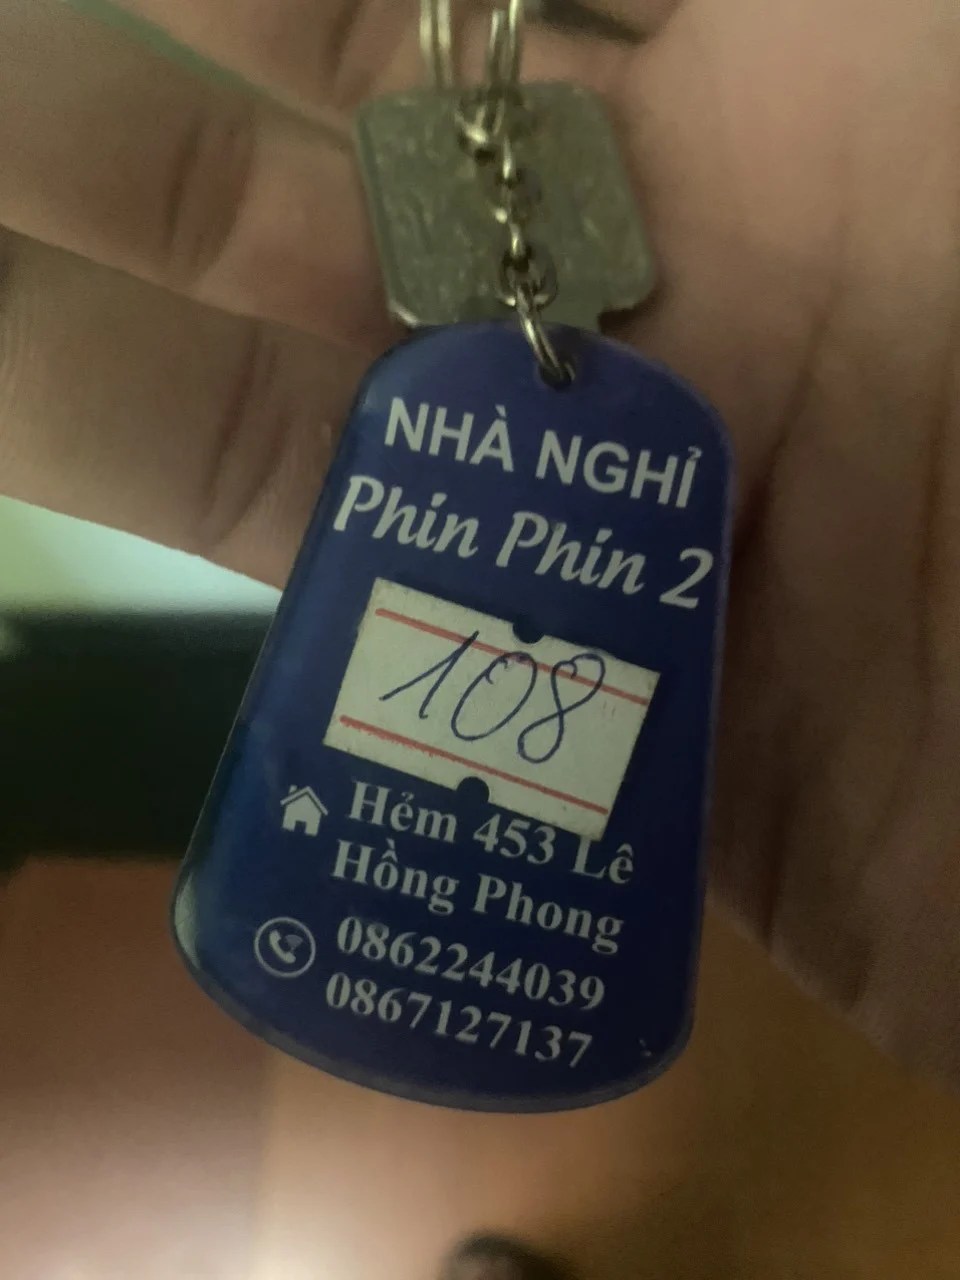 NHÀ NGHỈ
Phin Phin 2
108
Hẻm 453 Lê
Hồng Phong
0862244039
0867127137